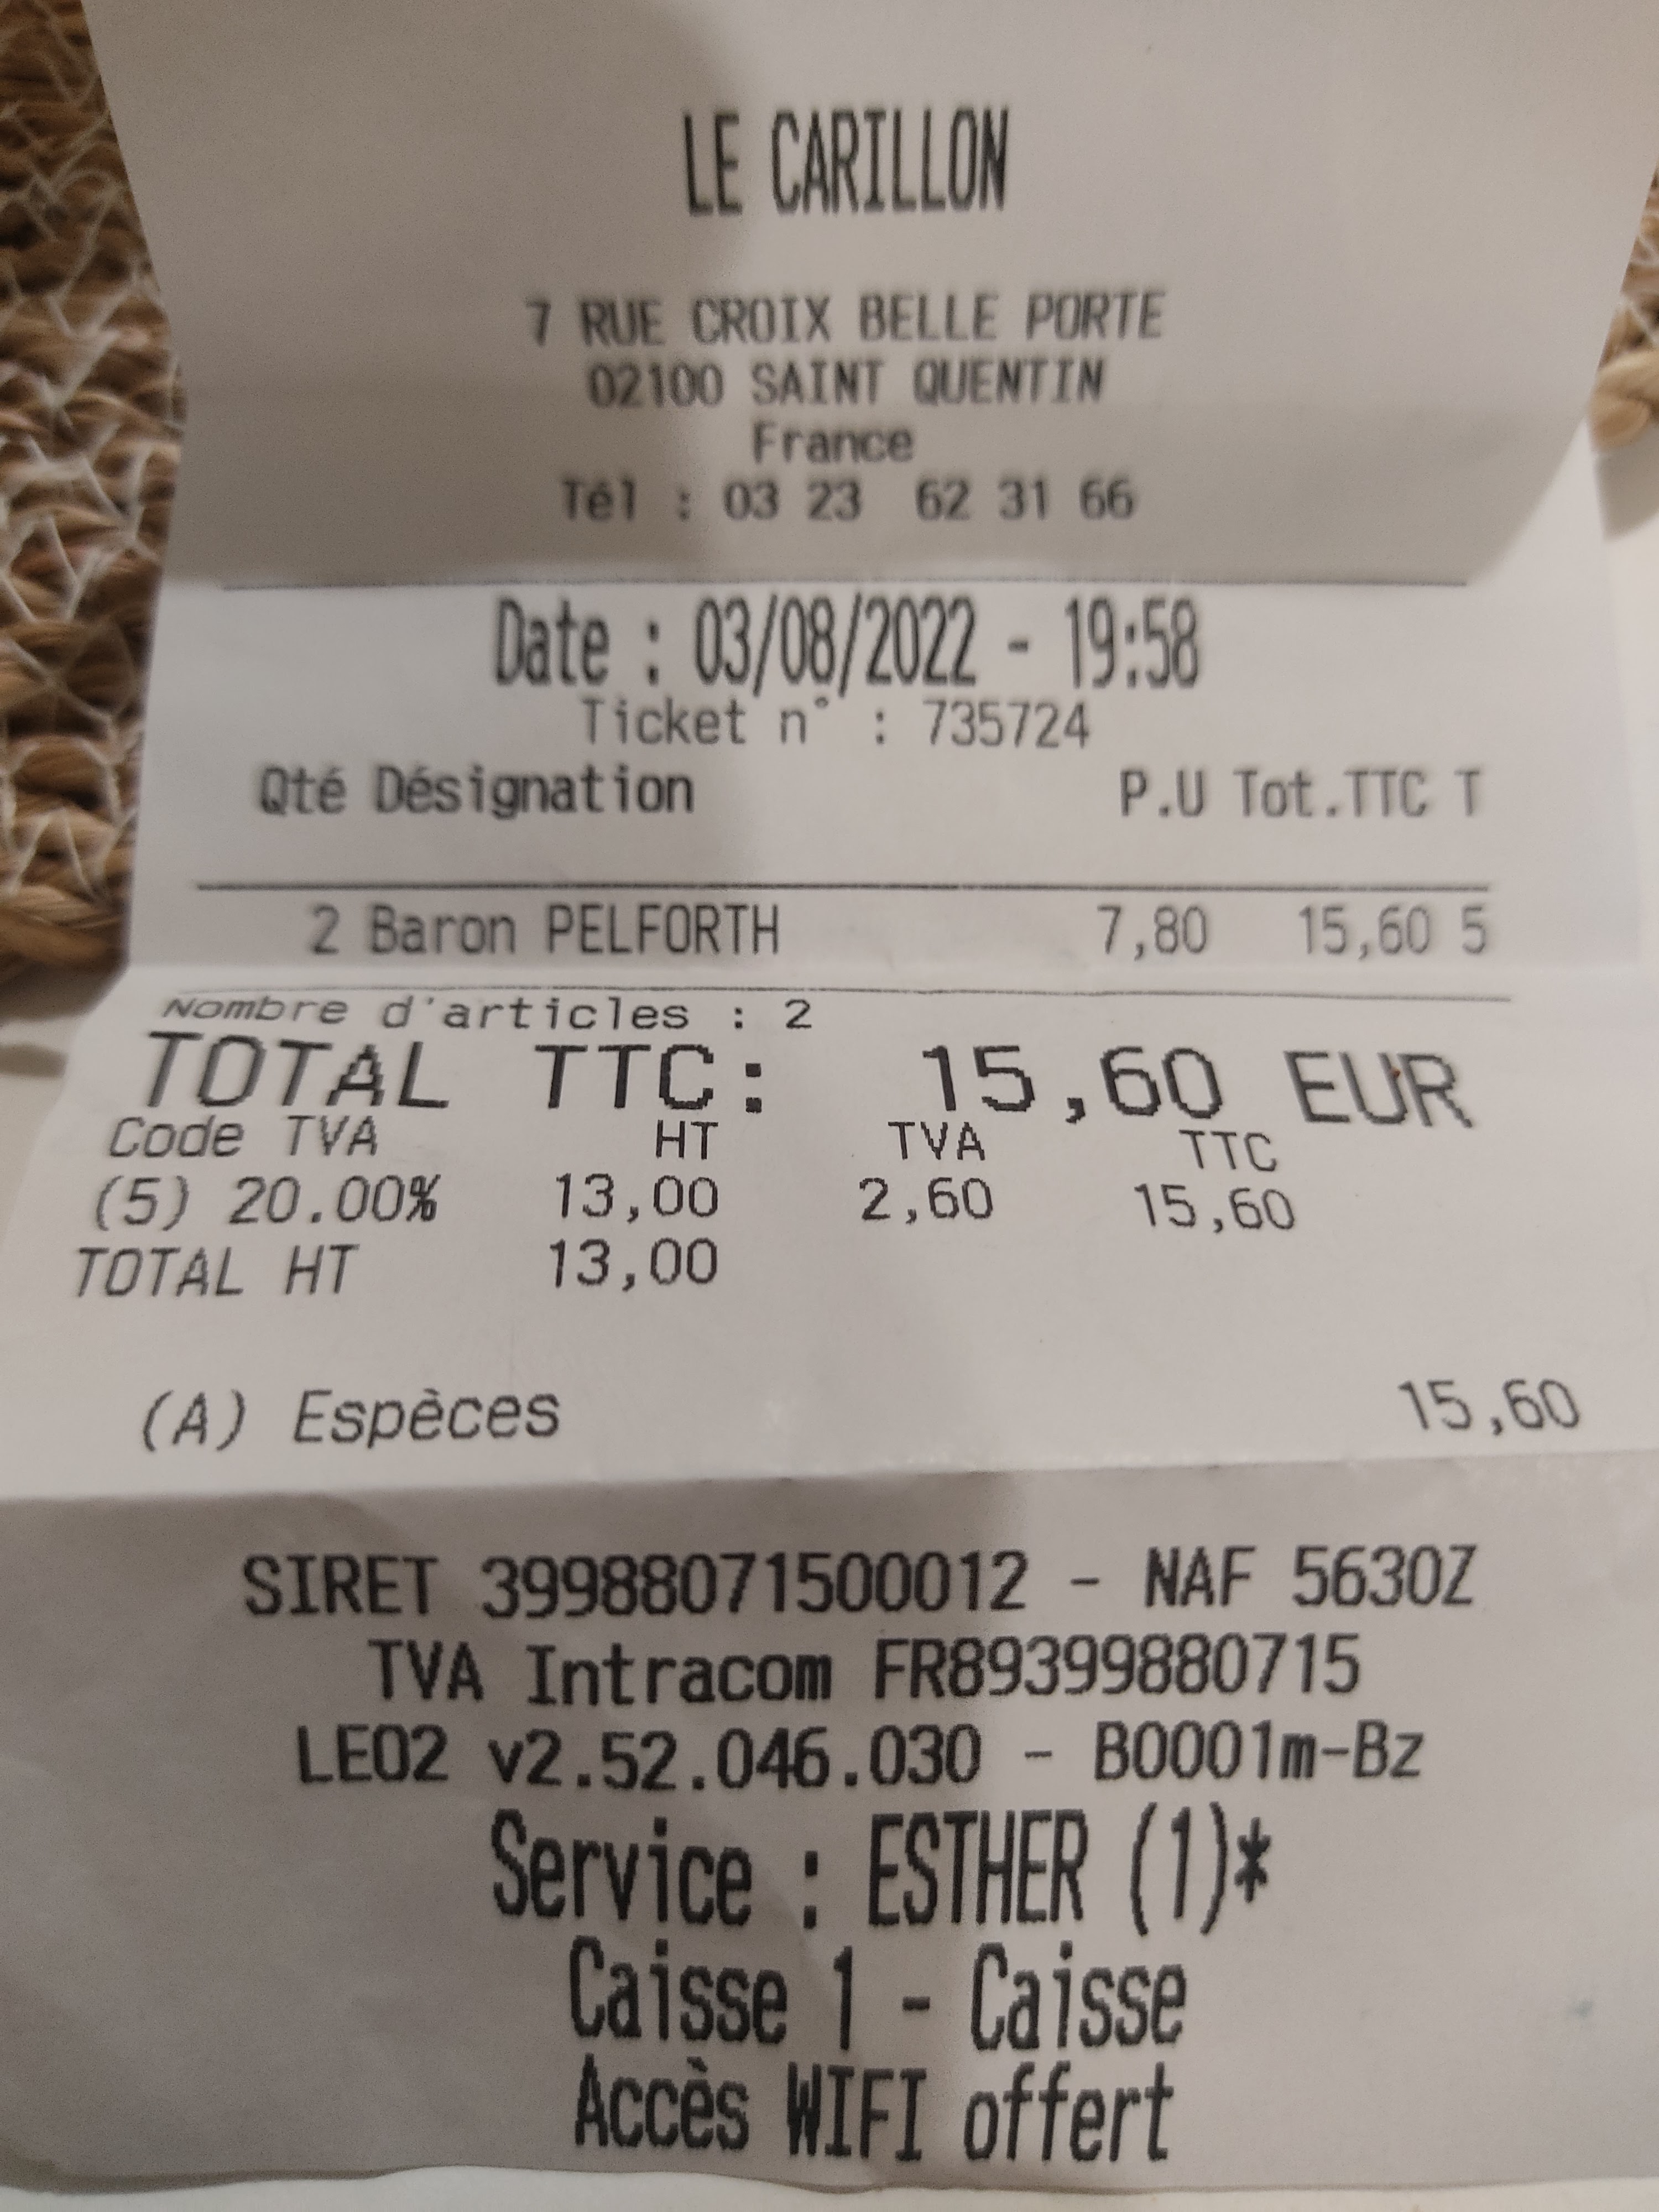 LE CARILLON
7 RUE CROIX BELLE PORTE
02100 SAINT QUENTIN
France
Tél : 03 23 62 31 66
Date : 03/08/2022 - 19:58
Ticket n° : 735724
Qté Désignation P.U Tot.TTC T
2 Baron PELFORTH 7,80 15,60 5
Nombre d'articles : 2
TOTAL TTC: 15,60 EUR
Code TVA HT TVA TTC
(5) 20.00% 13,00 2,60 15,60
TOTAL HT 13,00
(A) Espèces 15,60
SIRET 39988071500012 - NAF 5630Z
TVA Intracom FR89399880715
LEO2 v2.52.046.030 - B0001m-Bz
Service : ESTHER (1)*
Caisse 1 - Caisse
Accès WIFI offert